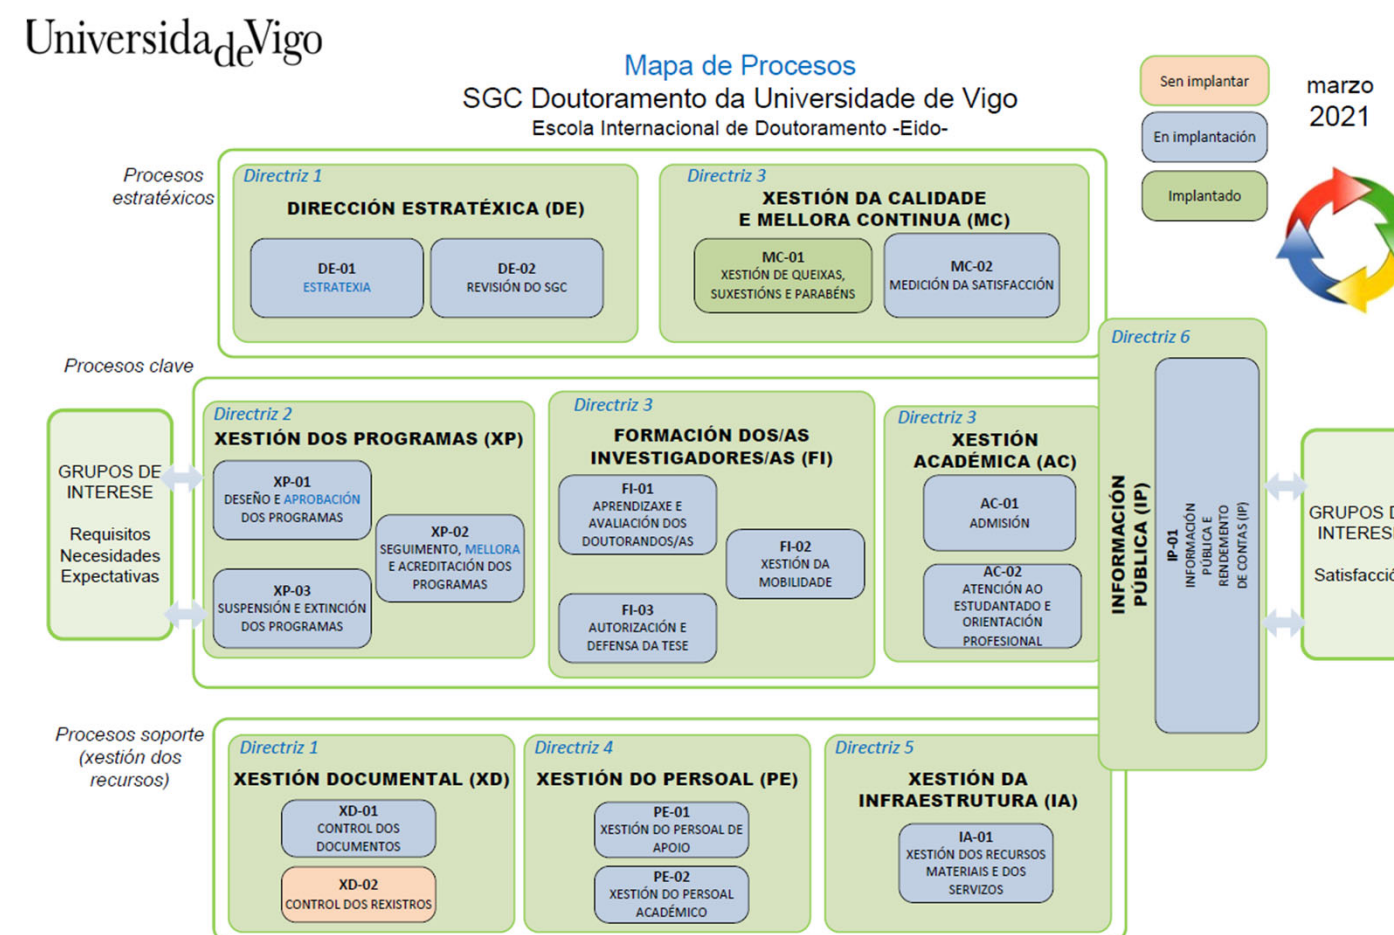 Universidade Vigo
Mapa de Procesos
SGC Doutoramento da Universidade de Vigo
Escola Internacional de Doutoramento -Eido-
Sen implantar
En implantación
Implantado
marzo
2021
Procesos
estratéxicos
Directriz 1
DIRECCIÓN ESTRATÉXICA (DE)
DE-01
ESTRATEXIA
DE-02
REVISIÓN DO SGC
Directriz 3
XESTIÓN DA CALIDADE
E MELLORA CONTINUA (MC)
MC-01
XESTIÓN DE QUEIXAS,
SUXESTIÓNS E PARABÉNS
MC-02
MEDICIÓN DA SATISFACCIÓN
Procesos clave
GRUPOS DE
INTERESE
Requisitos
Necesidades
Expectativas
Directriz 2
XESTIÓN DOS PROGRAMAS (XP)
XP-01
DESEÑO E APROBACIÓN
DOS PROGRAMAS
XP-02
SEGUIMENTO, MELLORA
E ACREDITACIÓN DOS
PROGRAMAS
XP-03
SUSPENSIÓN E EXTINCIÓN
DOS PROGRAMAS
Directriz 3
FORMACIÓN DOS/AS
INVESTIGADORES/AS (FI)
FI-01
APRENDIZAXE E
AVALIACIÓN DOS
DOUTORANDOS/AS
FI-02
XESTIÓN DA
MOBILIDADE
FI-03
AUTORIZACIÓN E
DEFENSA DA TESE
Directriz 3
XESTIÓN
ACADÉMICA (AC)
AC-01
ADMISIÓN
AC-02
ATENCIÓN AO
ESTUDANTADO E
ORIENTACIÓN
PROFESIONAL
Directriz 6
INFORMACIÓN
PÚBLICA (IP)
IP-01
INFORMACIÓN
PÚBLICA E
RENDEMENTO
DE CONTAS (IP)
GRUPOS D
INTERES
Satisfacció
Procesos soporte
(xestión dos
recursos)
Directriz 1
XESTIÓN DOCUMENTAL (XD)
XD-01
CONTROL DOS
DOCUMENTOS
XD-02
CONTROL DOS REXISTROS
Directriz 4
XESTIÓN DO PERSOAL (PE)
PE-01
XESTIÓN DO PERSOAL DE
APOIO
PE-02
XESTIÓN DO PERSOAL
ACADÉMICO
Directriz 5
XESTIÓN DA
INFRAESTRUTURA (IA)
IA-01
XESTIÓN DOS RECURSOS
MATERIAIS E DOS
SERVIZOS